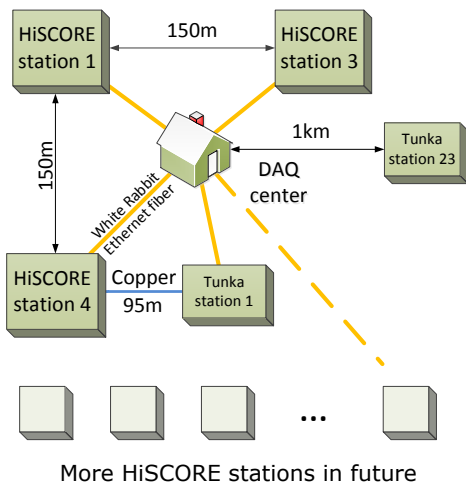 HiSCORE
station 1
150m
HiSCORE
station 3
1km
Tunka
station 23
DAQ
center
150m
White Rabbit
Ethernet fiber
HiSCORE
station 4
Copper
95m
Tunka
station 1
...
More HiSCORE stations in future